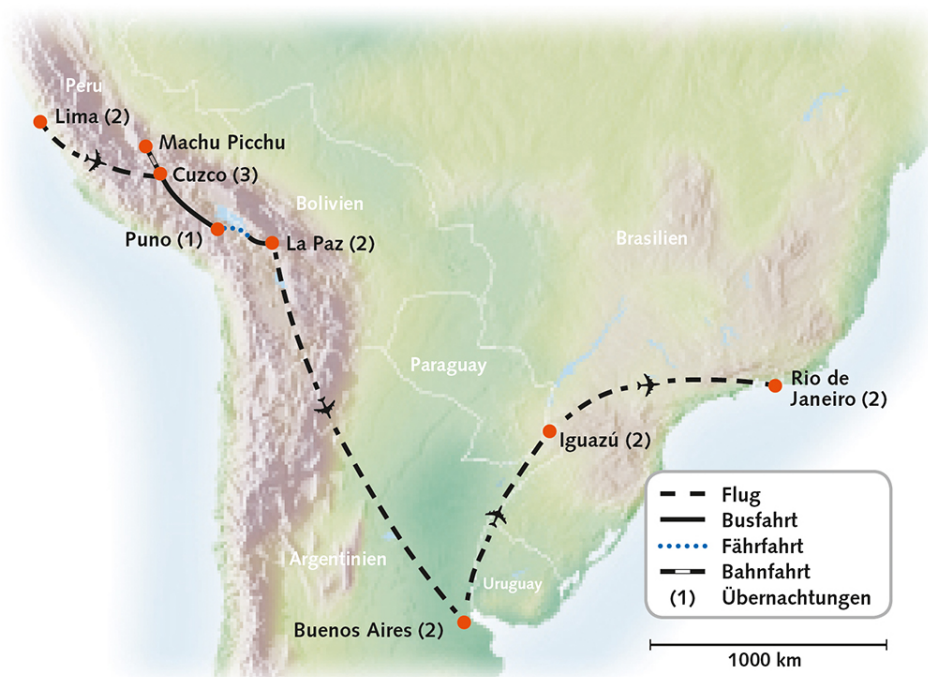 Peru
Lima (2)
Machu Picchu
Cuzco (3)
Bolivien
Puno (1)
La Paz (2)
Brasilien
Paraguay
Rio de
Janeiro (2)
Iguazú (2)
Argentinien
Uruguay
Buenos Aires (2)
Flug
Busfahrt
Fährfahrt
Bahnfahrt
(1) Übernachtungen
1000 km